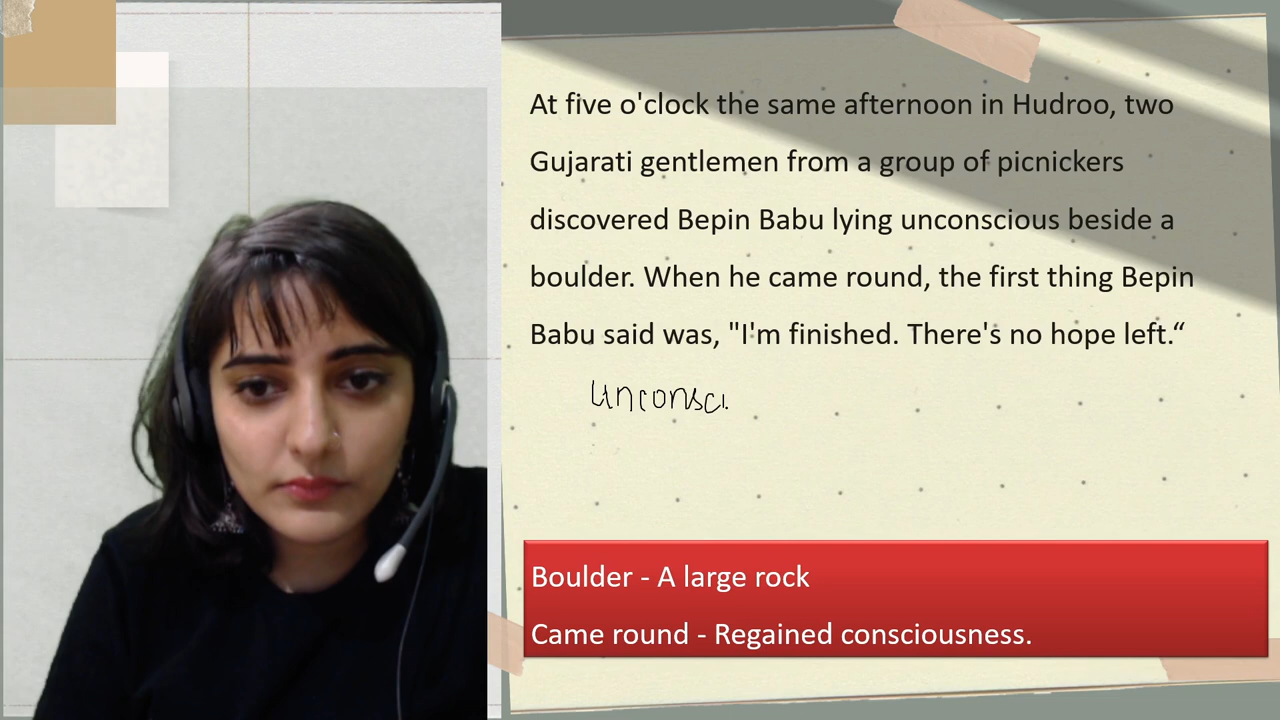 At five o'clock the same afternoon in Hudroo, two
Gujarati gentlemen from a group of picnickers
discovered Bepin Babu lying unconscious beside a
boulder. When he came round, the first thing Bepin
Babu said was, "I'm finished. There's no hope left.“
unconsci
Boulder - A large rock
Came round - Regained consciousness.